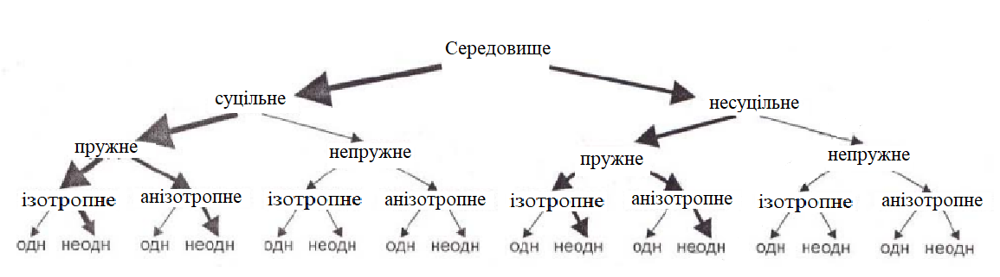 Середовище
суцільне несуцільне
пружне непружне пружне непружне
ізотропне анізотропне ізотропне анізотропне ізотропне анізотропне ізотропне анізотропне
одн неодн одн неодн одн неодн одн неодн одн неодн одн неодн одн неодн одн неодн